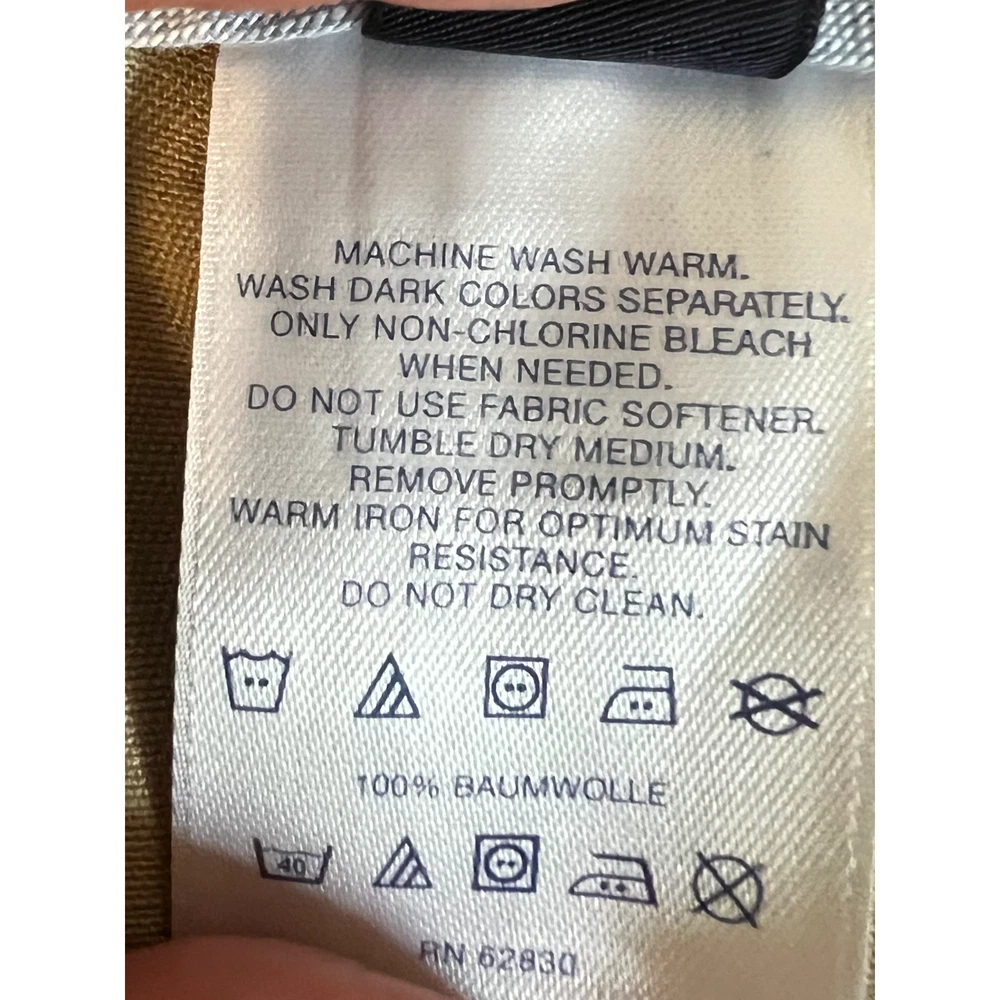 MACHINE WASH WARM.
WASH DARK COLORS SEPARATELY.
ONLY NON-CHLORINE BLEACH
WHEN NEEDED.
DO NOT USE FABRIC SOFTENER.
TUMBLE DRY MEDIUM.
REMOVE PROMPTLY.
WARM IRON FOR OPTIMUM STAIN
RESISTANCE.
DO NOT DRY CLEAN.
100% BAUMWOLLE
40
RN 62830